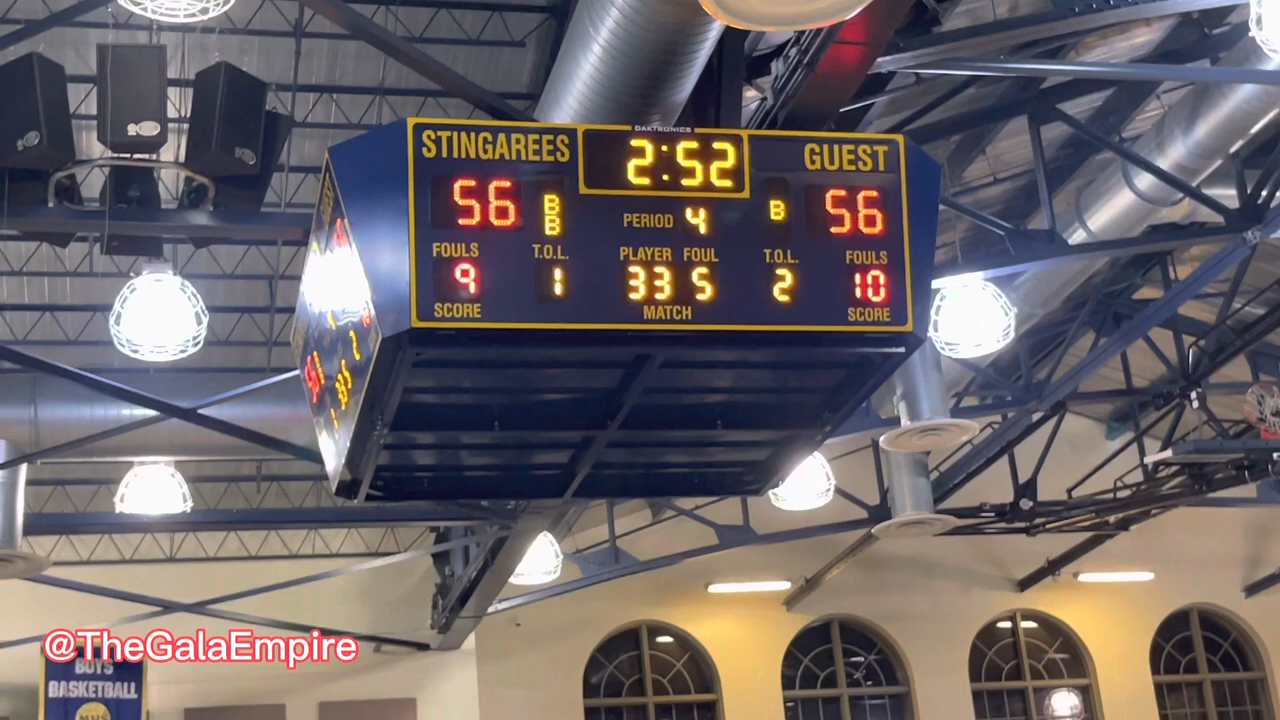 DAKTRONICS
STINGAREES 2:52 GUEST
56 B B PERIOD 4 B 56
FOULS T.O.L. PLAYER FOUL T.O.L. FOULS
9 1 33 5 2 10
SCORE MATCH SCORE
@TheGalaEmpire
BOYS
BASKETBALL
MHS